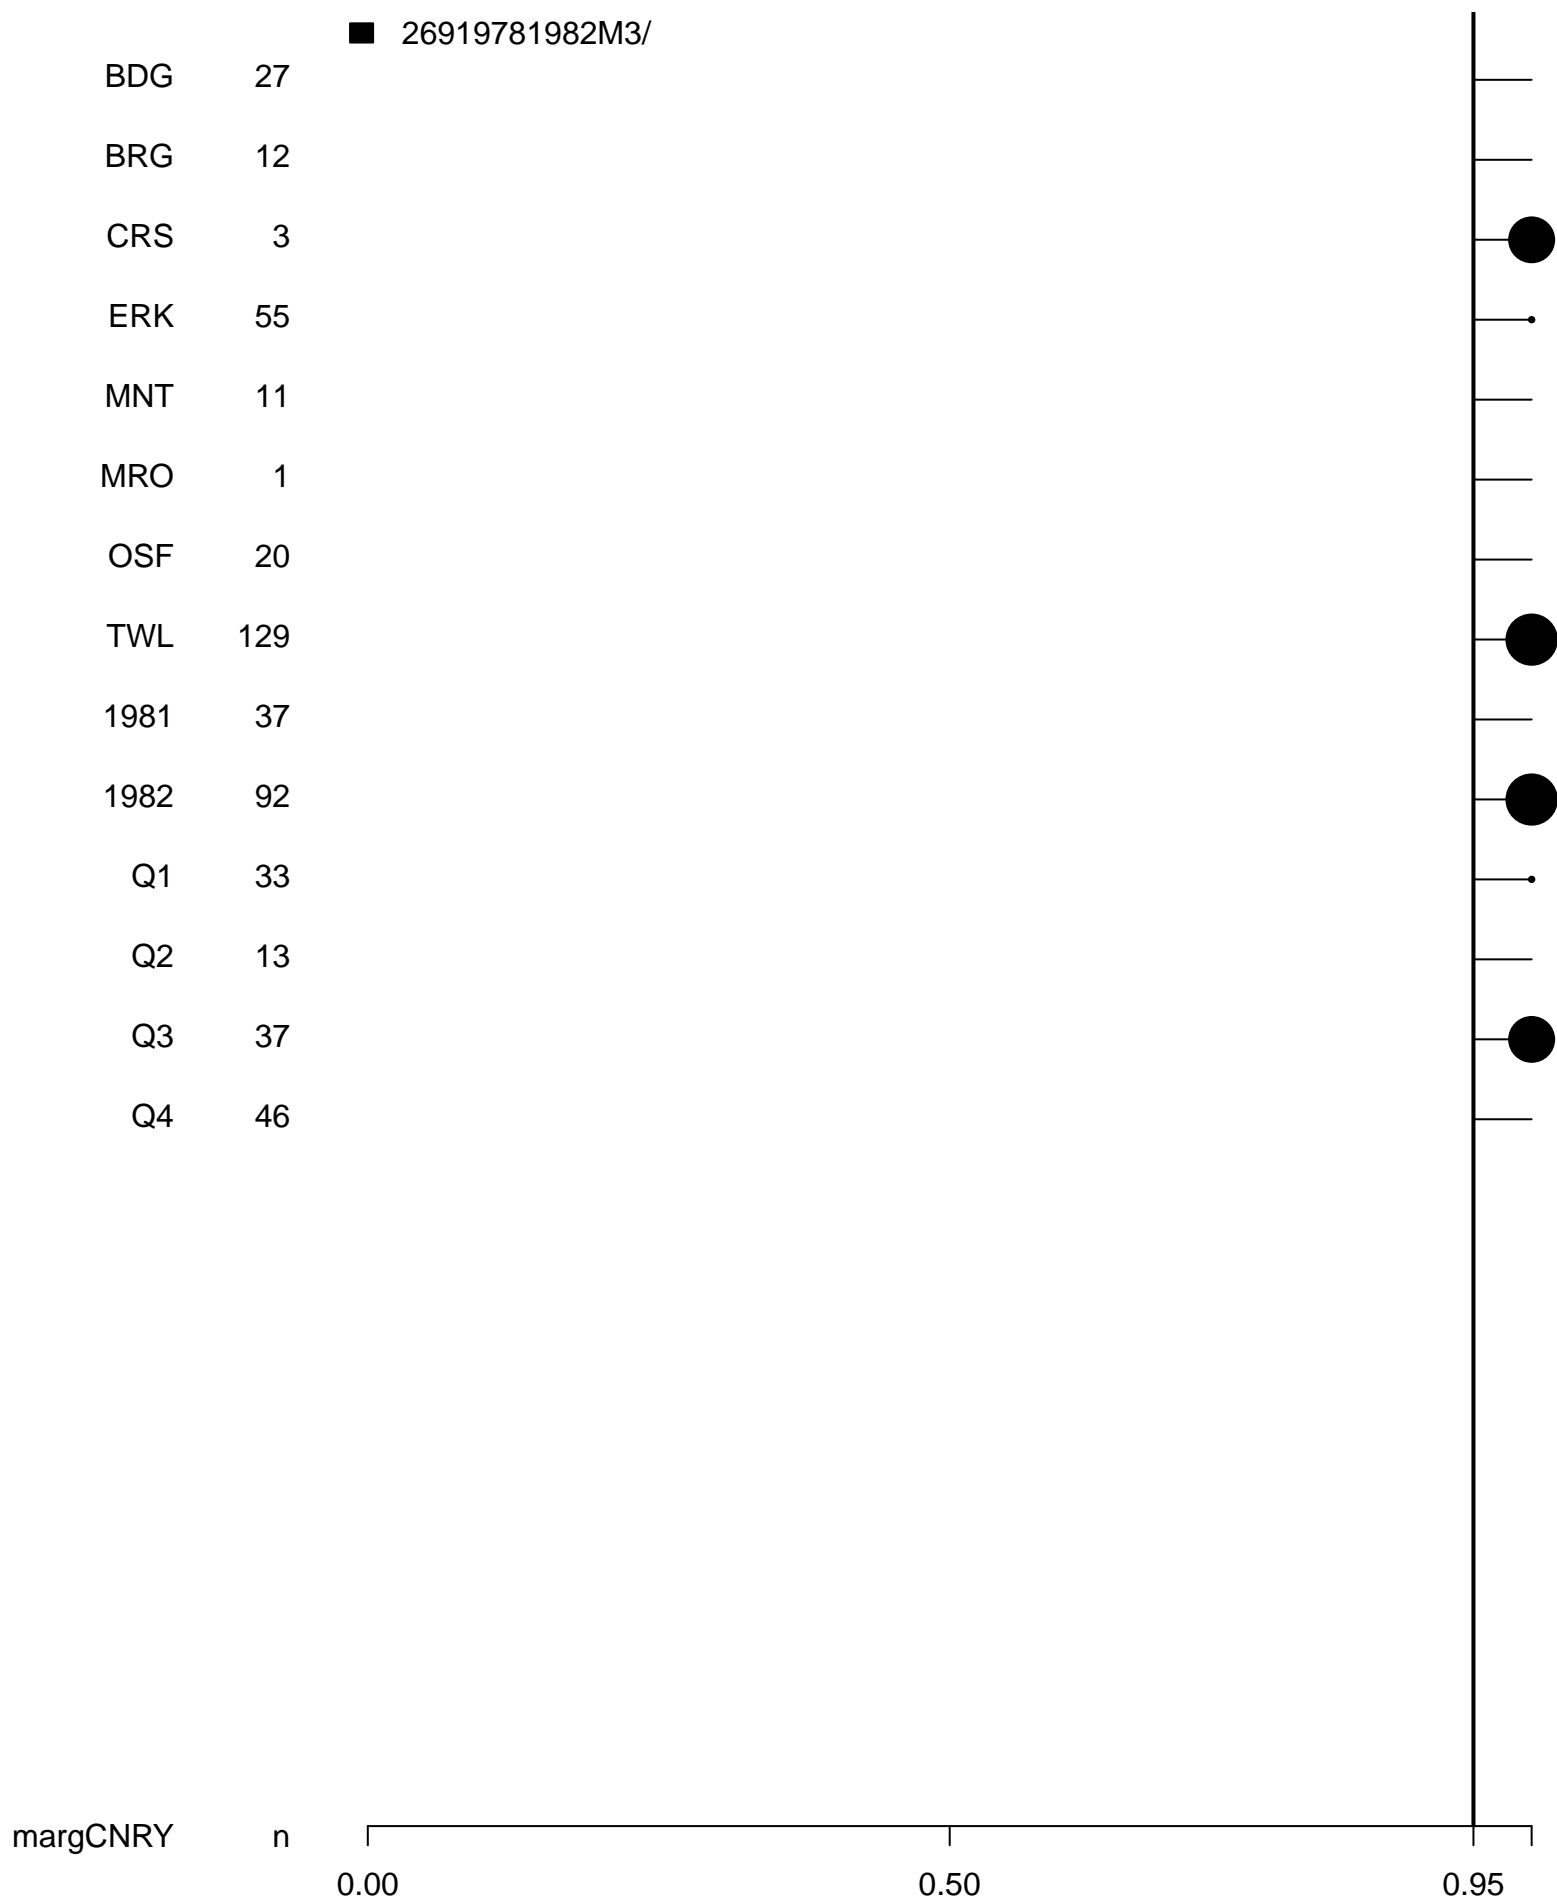 26919781982M3/
BDG 27
BRG 12
CRS 3
ERK 55
MNT 11
MRO 1
OSF 20
TWL 129
1981 37
1982 92
Q1 33
Q2 13
Q3 37
Q4 46
margCNRY n
0.00 0.50 0.95